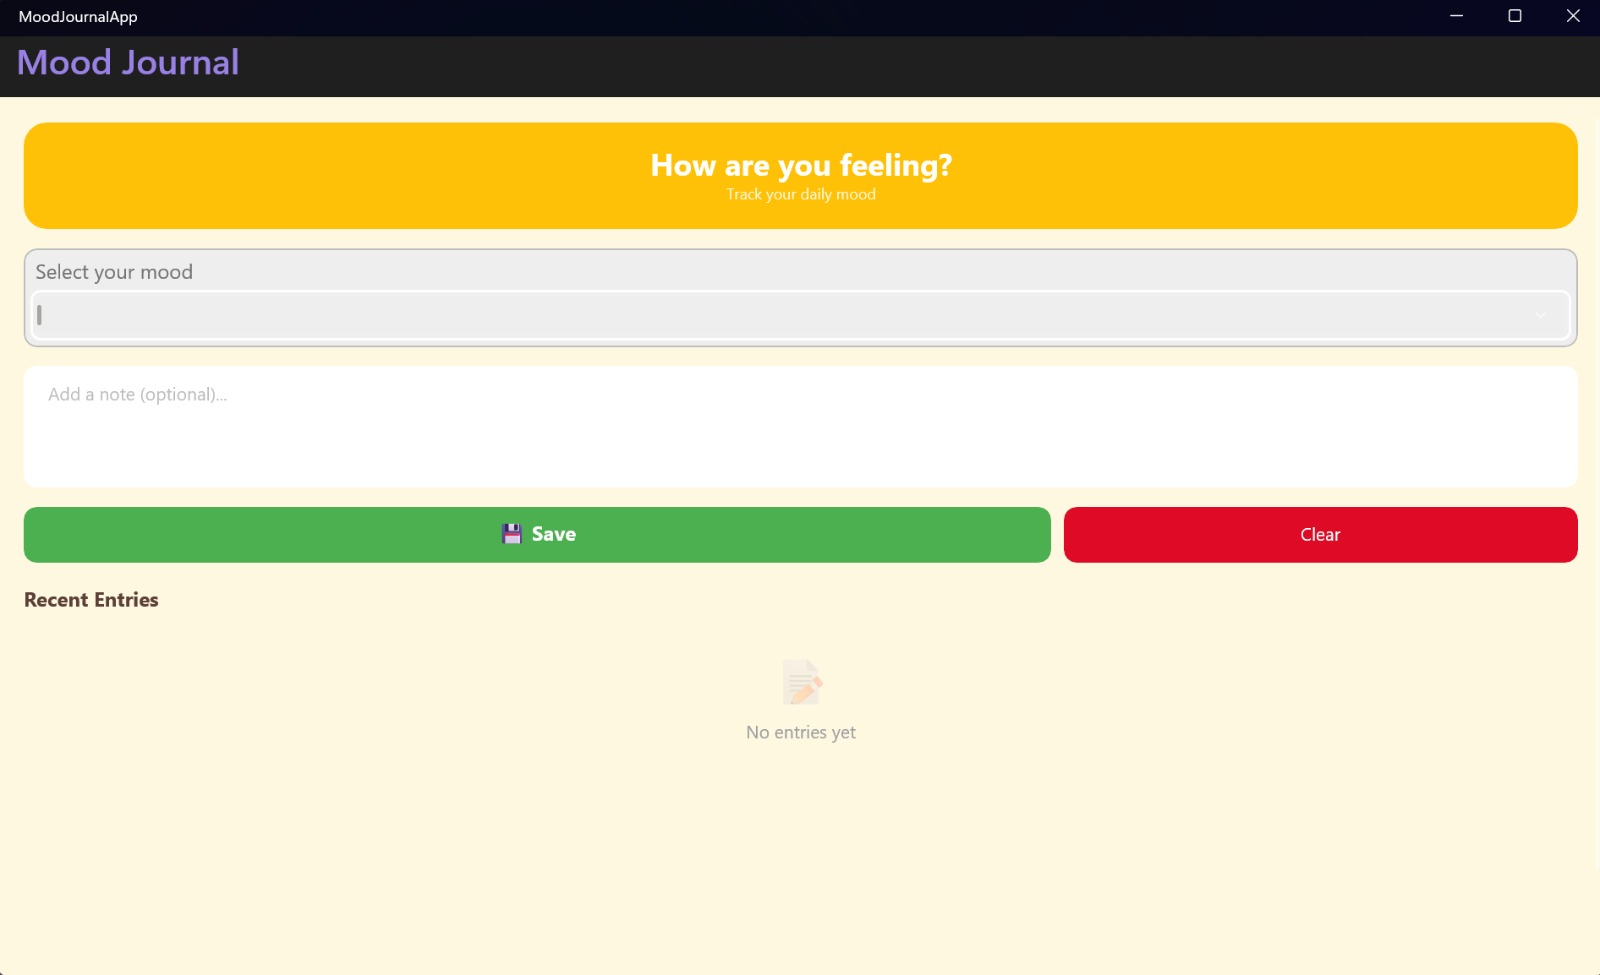 MoodJournalApp
Mood Journal
How are you feeling?
Track your daily mood
Select your mood
Add a note (optional)...
💾 Save
Clear
Recent Entries
No entries yet